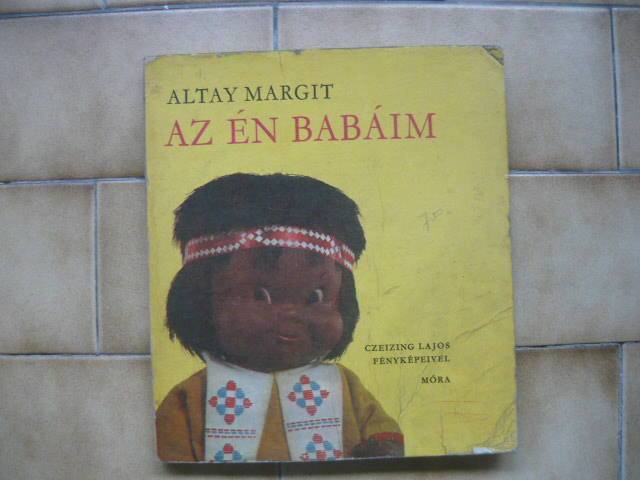 ALTAY MARGIT
AZ ÉN BABÁIM
CZEIZING LAJOS
FÉNYKÉPEIVEL
MÓRA